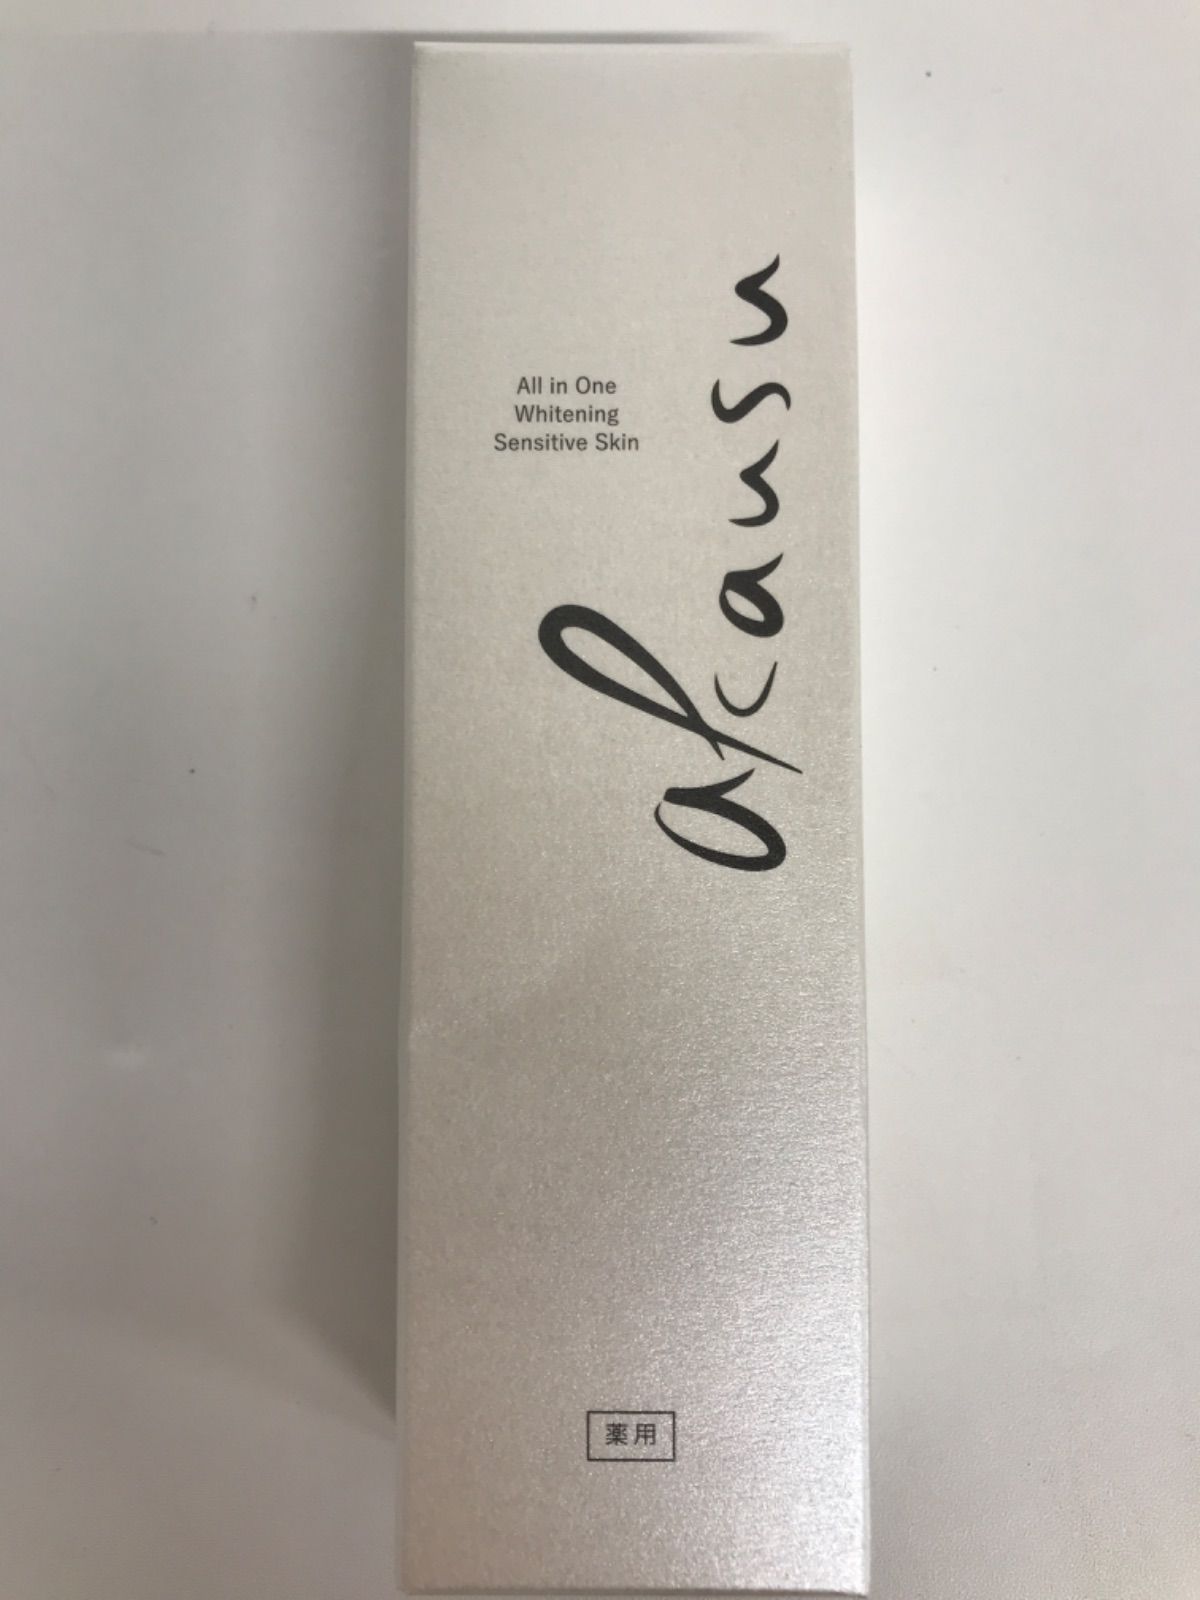 All in One
Whitening
Sensitive Skin
alcausu
薬用